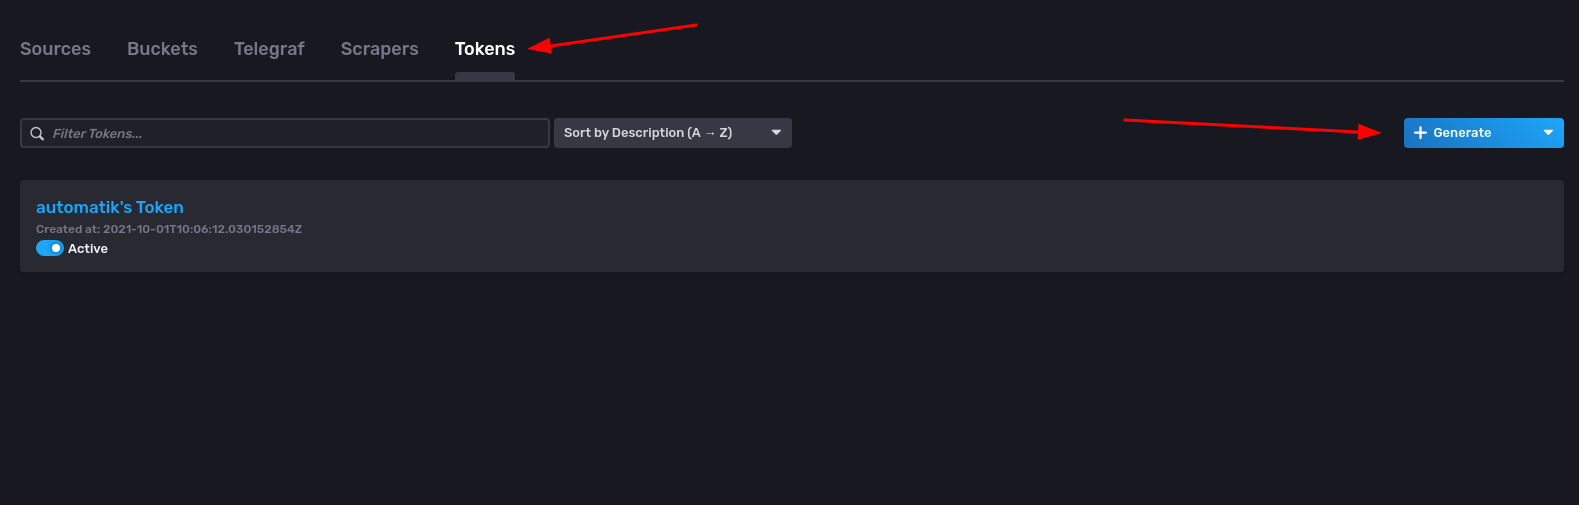 Sources Buckets Telegraf Scrapers Tokens
Filter Tokens... Sort by Description (A → Z) Generate
automatik's Token
Created at: 2021-10-01T10:06:12.030152854Z
Active